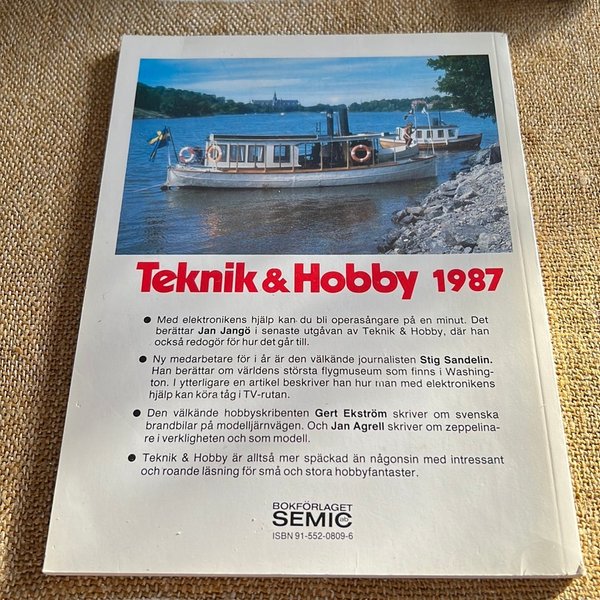 Teknik & Hobby 1987
● Med elektronikens hjälp kan du bli operasångare på en minut. Det
berättar Jan Jangö i senaste utgåvan av Teknik & Hobby, där han
också redogör för hur det går till.
● Ny medarbetare för i år är den välkände journalisten Stig Sandelin.
Han berättar om världens största flygmuseum som finns i Washing-
ton. I ytterligare en artikel beskriver han hur man med elektronikens
hjälp kan köra tåg i TV-rutan.
● Den välkände hobbyskribenten Gert Ekström skriver om svenska
brandbilar på modelljärnvägen. Och Jan Agrell skriver om zeppelina-
re i verkligheten och som modell.
● Teknik & Hobby är alltså mer späckad än någonsin med intressant
och roande läsning för små och stora hobbyfantaster.
BOKFÖRLAGET
SEMIC ab
ISBN 91-552-0809-6